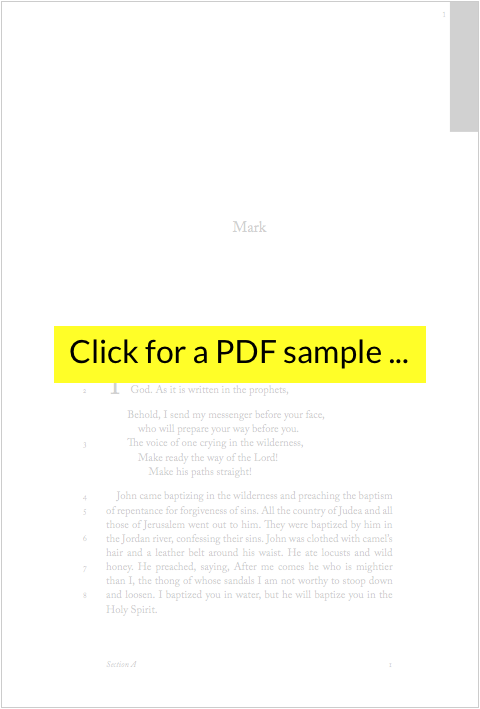 1
Mark
Click for a PDF sample ...
2 God. As it is written in the prophets,
Behold, I send my messenger before your face,
who will prepare your way before you.
3 The voice of one crying in the wilderness,
Make ready the way of the Lord!
Make his paths straight!
4 John came baptizing in the wilderness and preaching the baptism
5 of repentance for forgiveness of sins. All the country of Judea and all
those of Jerusalem went out to him. They were baptized by him in
6 the Jordan river, confessing their sins. John was clothed with camel's
hair and a leather belt around his waist. He ate locusts and wild
7 honey. He preached, saying, After me comes he who is mightier
than I, the thong of whose sandals I am not worthy to stoop down
8 and loosen. I baptized you in water, but he will baptize you in the
Holy Spirit.
Section A 1